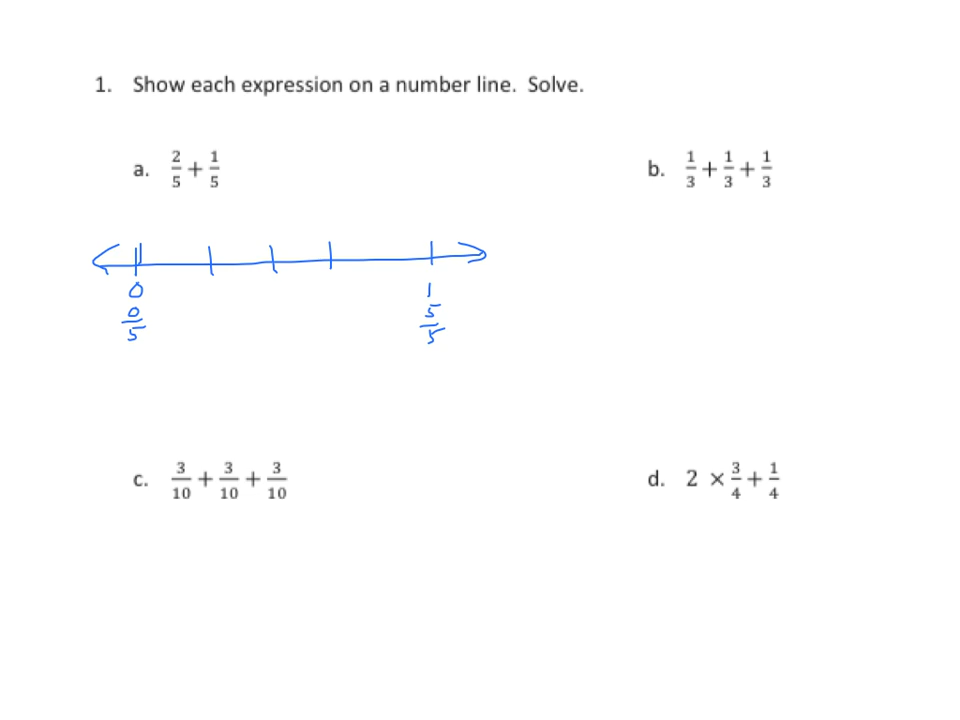 1. Show each expression on a number line. Solve.
a. 2/5 + 1/5
b. 1/3 + 1/3 + 1/3
0 1
0/5 5/5
c. 3/10 + 3/10 + 3/10
d. 2 × 3/4 + 1/4